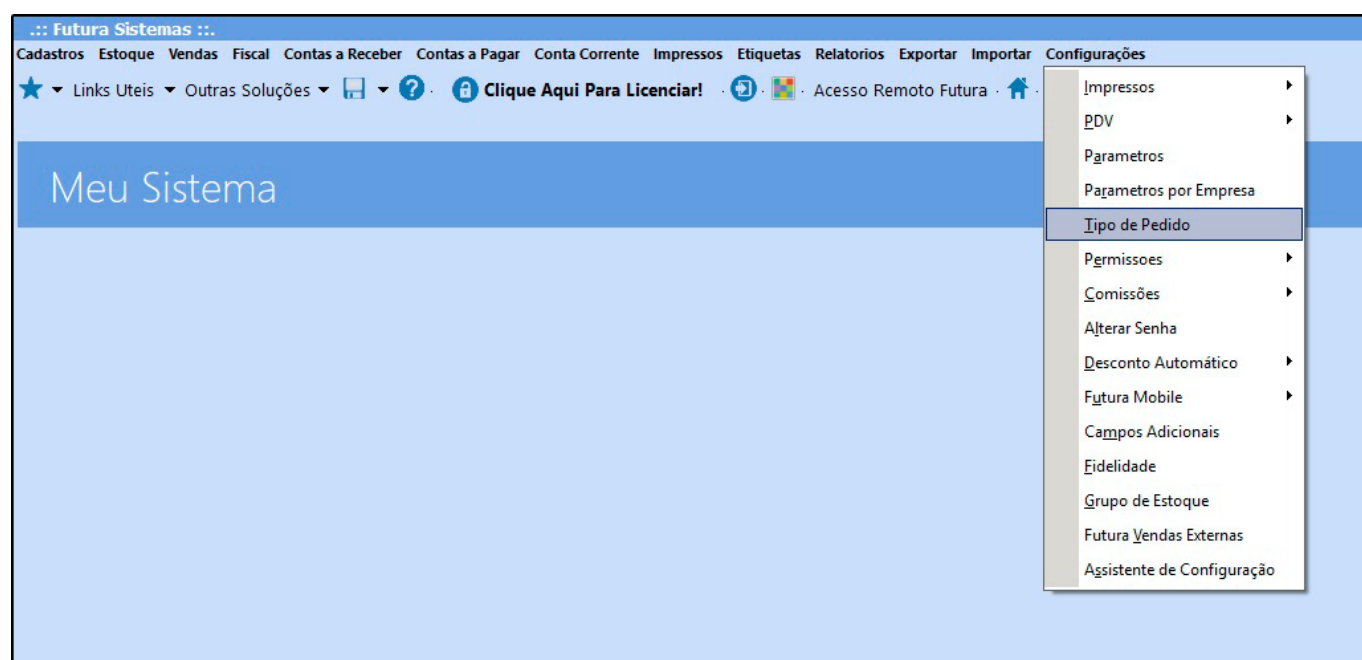 .:: Futura Sistemas ::.
Cadastros Estoque Vendas Fiscal Contas a Receber Contas a Pagar Conta Corrente Impressos Etiquetas Relatorios Exportar Importar Configurações
Links Uteis Outras Soluções ? Clique Aqui Para Licenciar! Acesso Remoto Futura
Meu Sistema
Impressos
PDV
Parametros
Parametros por Empresa
Tipo de Pedido
Permissoes
Comissões
Alterar Senha
Desconto Automático
Futura Mobile
Campos Adicionais
Fidelidade
Grupo de Estoque
Futura Vendas Externas
Assistente de Configuração